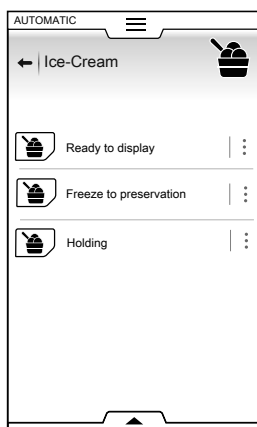 AUTOMATIC
Ice-Cream
Ready to display
Freeze to preservation
Holding